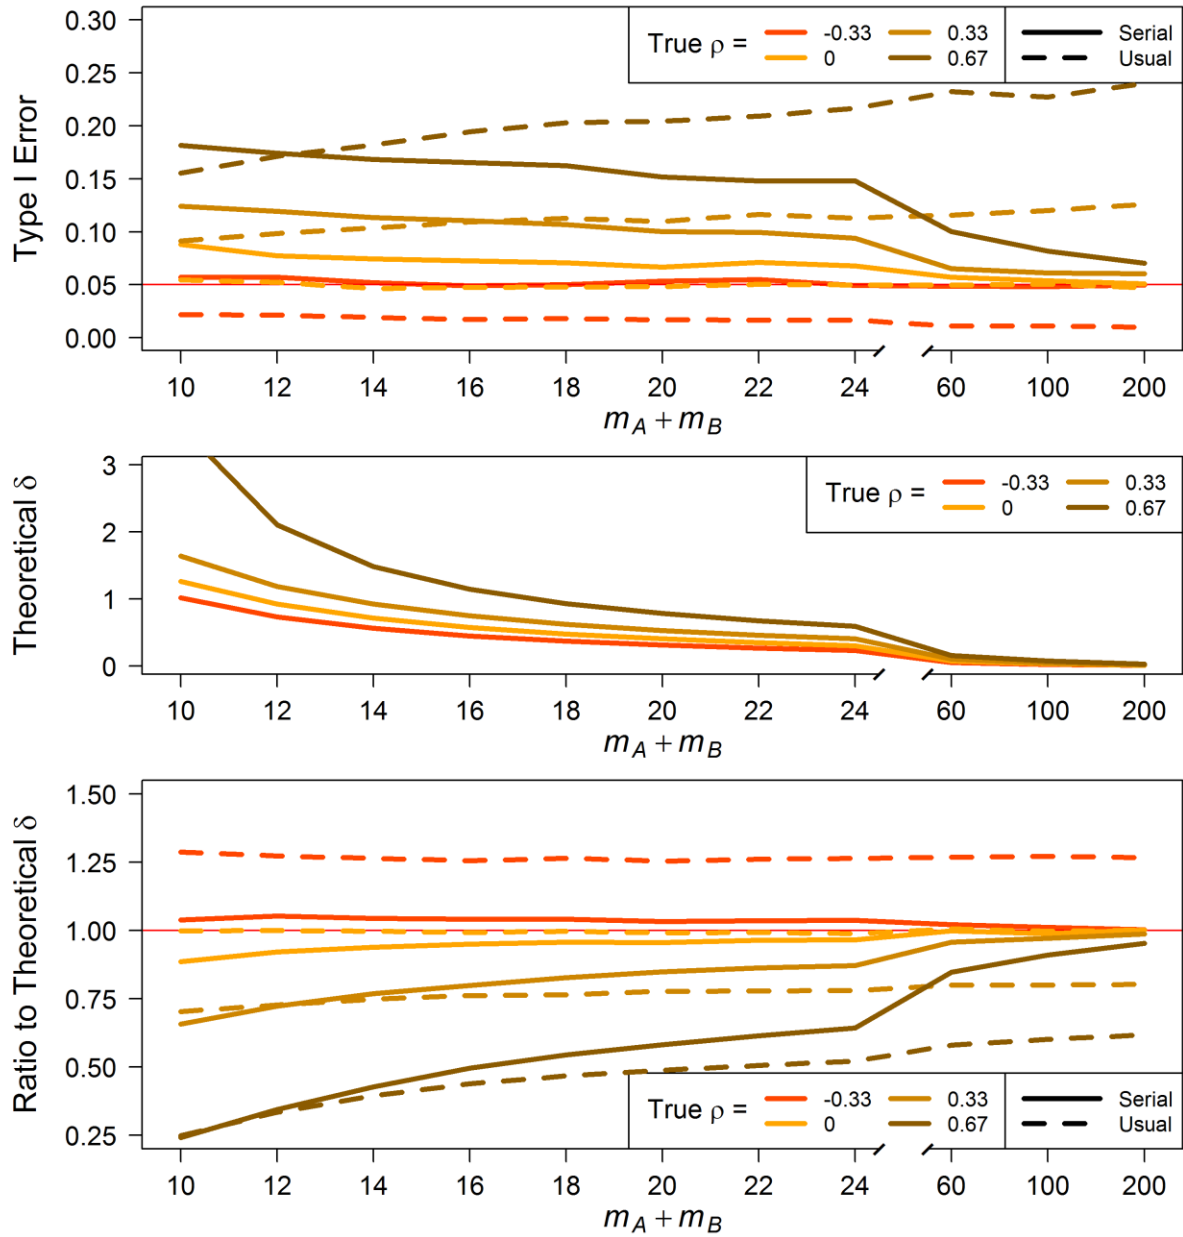 Type I Error
0.30
0.25
0.20
0.15
0.10
0.05
0.00
True ρ =
-0.33
0.33
0
0.67
Serial
Usual
10 12 14 16 18 20 22 24 60 100 200
m_A + m_B
Theoretical δ
3
2
1
0
True ρ =
-0.33
0.33
0
0.67
10 12 14 16 18 20 22 24 60 100 200
m_A + m_B
Ratio to Theoretical δ
1.50
1.25
1.00
0.75
0.50
0.25
True ρ =
-0.33
0.33
0
0.67
Serial
Usual
10 12 14 16 18 20 22 24 60 100 200
m_A + m_B